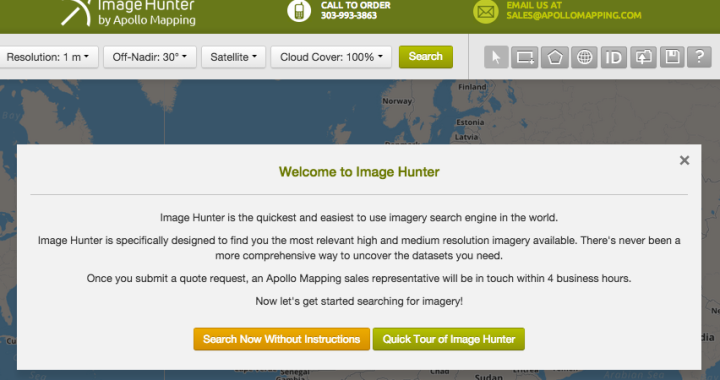 Image Hunter
by Apollo Mapping
CALL TO ORDER
303-993-3863
EMAIL US AT
SALES@APOLLOMAPPING.COM
Resolution: 1 m
Off-Nadir: 30°
Satellite
Cloud Cover: 100%
Search
ID
?
Finland
Norway
Estonia
Latvia
Welcome to Image Hunter
×
Image Hunter is the quickest and easiest to use imagery search engine in the world.
Image Hunter is specifically designed to find you the most relevant high and medium resolution imagery available. There's never been a
more comprehensive way to uncover the datasets you need.
Once you submit a quote request, an Apollo Mapping sales representative will be in touch within 4 business hours.
Now let's get started searching for imagery!
Search Now Without Instructions
Quick Tour of Image Hunter
Cu
Ne
dia
Senegal
Gambia
Chad
Sudan